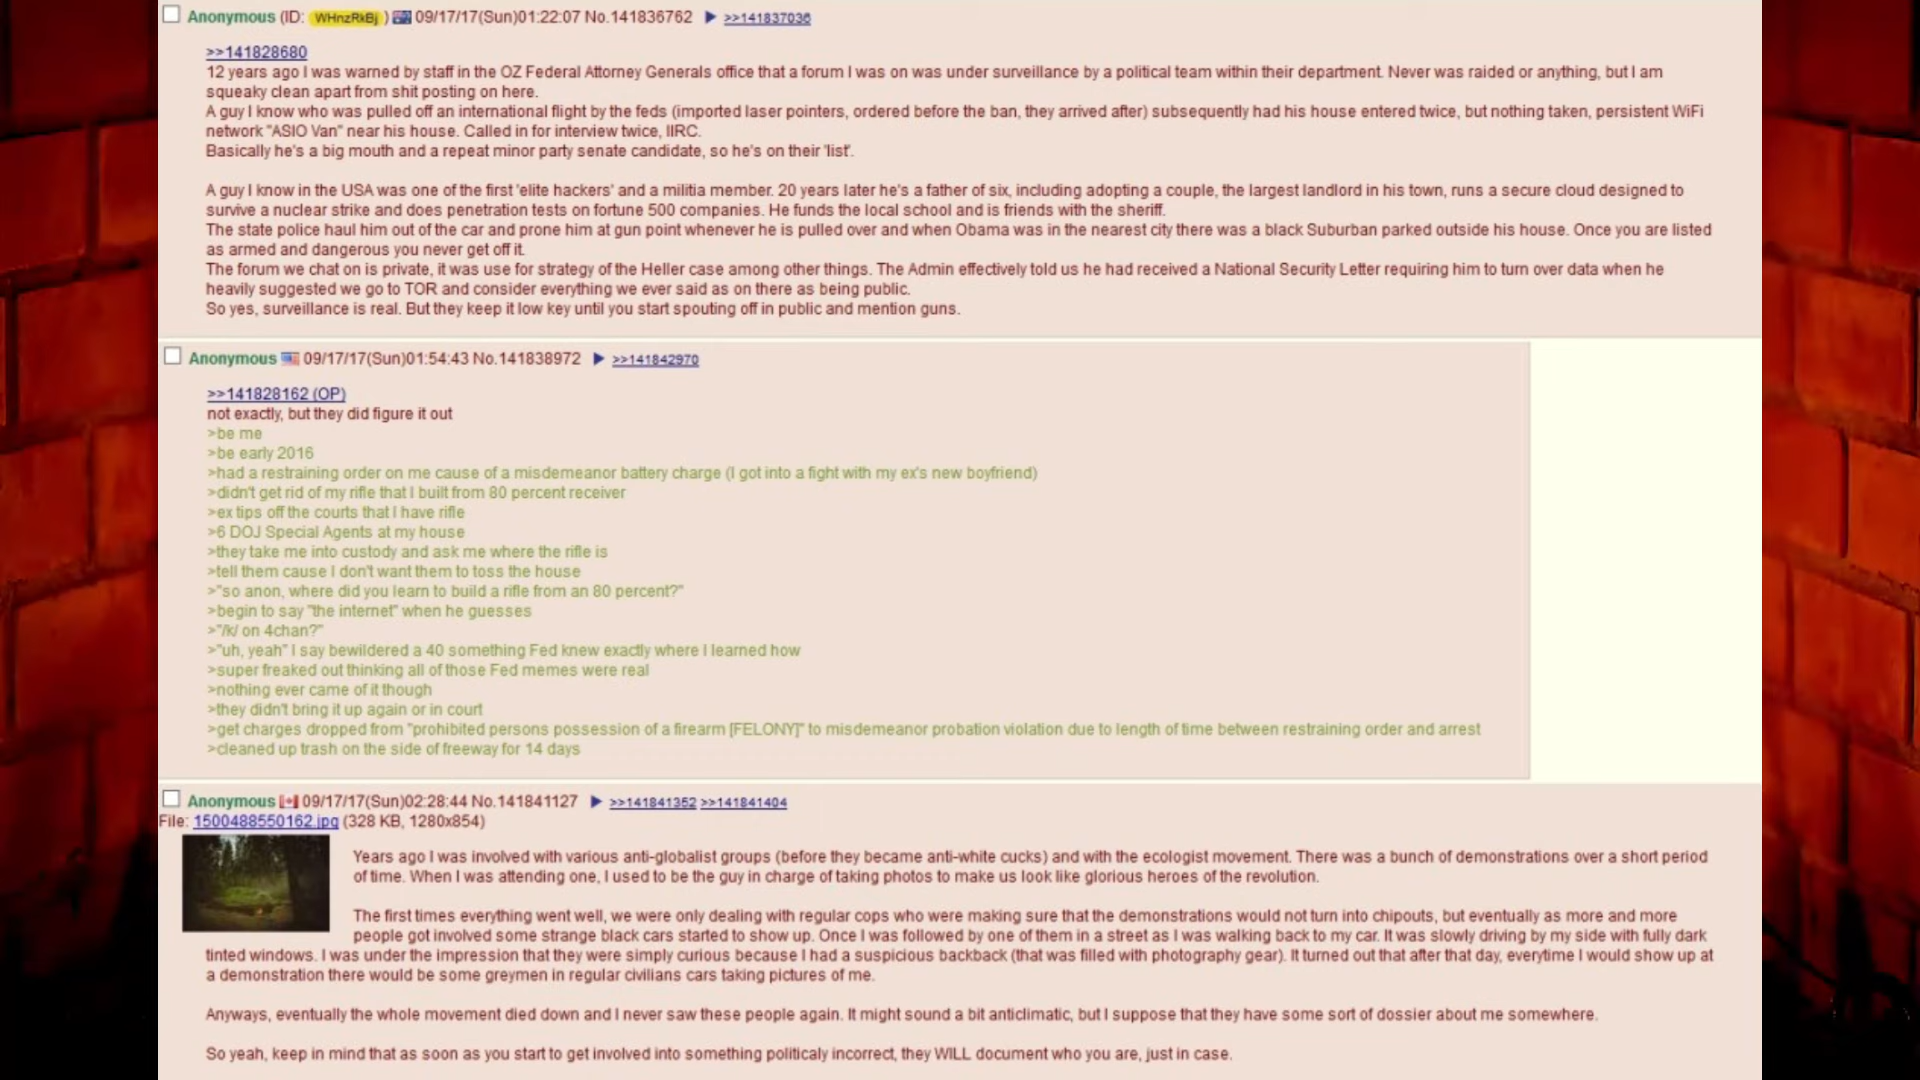 Anonymous (ID: WHnzRkBj ) 09/17/17(Sun)01:22:07 No.141836762 ▶ >>141837036
>>141828680
12 years ago I was warned by staff in the OZ Federal Attorney Generals office that a forum I was on was under surveillance by a political team within their department. Never was raided or anything, but I am
squeaky clean apart from shit posting on here.
A guy I know who was pulled off an international flight by the feds (imported laser pointers, ordered before the ban, they arrived after) subsequently had his house entered twice, but nothing taken, persistent WiFi
network "ASIO Van" near his house. Called in for interview twice, IIRC.
Basically he's a big mouth and a repeat minor party senate candidate, so he's on their 'list'.
A guy I know in the USA was one of the first 'elite hackers' and a militia member. 20 years later he's a father of six, including adopting a couple, the largest landlord in his town, runs a secure cloud designed to
survive a nuclear strike and does penetration tests on fortune 500 companies. He funds the local school and is friends with the sheriff.
The state police haul him out of the car and prone him at gun point whenever he is pulled over and when Obama was in the nearest city there was a black Suburban parked outside his house. Once you are listed
as armed and dangerous you never get off it.
The forum we chat on is private, it was use for strategy of the Heller case among other things. The Admin effectively told us he had received a National Security Letter requiring him to turn over data when he
heavily suggested we go to TOR and consider everything we ever said as on there as being public.
So yes, surveillance is real. But they keep it low key until you start spouting off in public and mention guns.
Anonymous 09/17/17(Sun)01:54:43 No.141838972 ▶ >>141842970
>>141828162 (OP)
not exactly, but they did figure it out
>be me
>be early 2016
>had a restraining order on me cause of a misdemeanor battery charge (I got into a fight with my ex's new boyfriend)
>didn't get rid of my rifle that I built from 80 percent receiver
>ex tips off the courts that I have rifle
>6 DOJ Special Agents at my house
>they take me into custody and ask me where the rifle is
>tell them cause I don't want them to toss the house
>"so anon, where did you learn to build a rifle from an 80 percent?"
>begin to say "the internet" when he guesses
>"/k/ on 4chan?"
>"uh, yeah" I say bewildered a 40 something Fed knew exactly where I learned how
>super freaked out thinking all of those Fed memes were real
>nothing ever came of it though
>they didn't bring it up again or in court
>get charges dropped from "prohibited persons possession of a firearm [FELONY]" to misdemeanor probation violation due to length of time between restraining order and arrest
>cleaned up trash on the side of freeway for 14 days
Anonymous 09/17/17(Sun)02:28:44 No.141841127 ▶ >>141841352 >>141841404
File: 1500488550162.jpg (328 KB, 1280x854)
Years ago I was involved with various anti-globalist groups (before they became anti-white cucks) and with the ecologist movement. There was a bunch of demonstrations over a short period
of time. When I was attending one, I used to be the guy in charge of taking photos to make us look like glorious heroes of the revolution.
The first times everything went well, we were only dealing with regular cops who were making sure that the demonstrations would not turn into chipouts, but eventually as more and more
people got involved some strange black cars started to show up. Once I was followed by one of them in a street as I was walking back to my car. It was slowly driving by my side with fully dark
tinted windows. I was under the impression that they were simply curious because I had a suspicious backback (that was filled with photography gear). It turned out that after that day, everytime I would show up at
a demonstration there would be some greymen in regular civilians cars taking pictures of me.
Anyways, eventually the whole movement died down and I never saw these people again. It might sound a bit anticlimatic, but I suppose that they have some sort of dossier about me somewhere.
So yeah, keep in mind that as soon as you start to get involved into something politicaly incorrect, they WILL document who you are, just in case.